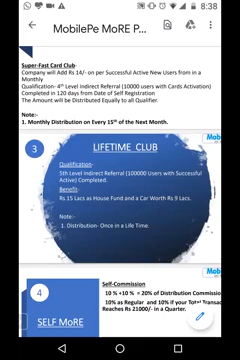 8:38
MobilePe MoRE P...
Super-Fast Card Club:
Company will Add Rs 14/- on per Successful Active New Users from in a
Monthly
Qualification- 4th Level Indirect Referral (10000 users with Cards Activation)
Completed in 120 days from Date of Self Registration
The Amount will be Distributed Equally to all Qualifier.
Note:-
1. Monthly Distribution on Every 15th of the Next Month.
Mob
3
LIFETIME CLUB
Qualification-
5th Level Indirect Referral (100000 Users with Successful
Active) Completed.
Benefit-
Rs 15 Lacs as House Fund and a Car Worth Rs 9 Lacs.
Note:-
1. Distribution- Once in a Life Time.
Mob
4
SELF MoRE
Self-Commission
10 % +10 % = 20% of Distribution Commissio
10% as Regular and 10% if your Total Transac
Reaches Rs 21000/- in a Quarter.